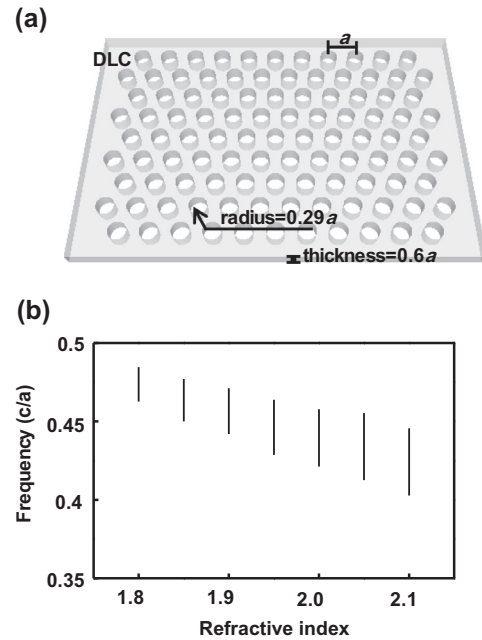 (a)
a
DLC
radius=0.29a
thickness=0.6a
(b)
0.5
0.45
0.4
0.35
Frequency (c/a)
1.8 1.9 2.0 2.1
Refractive index